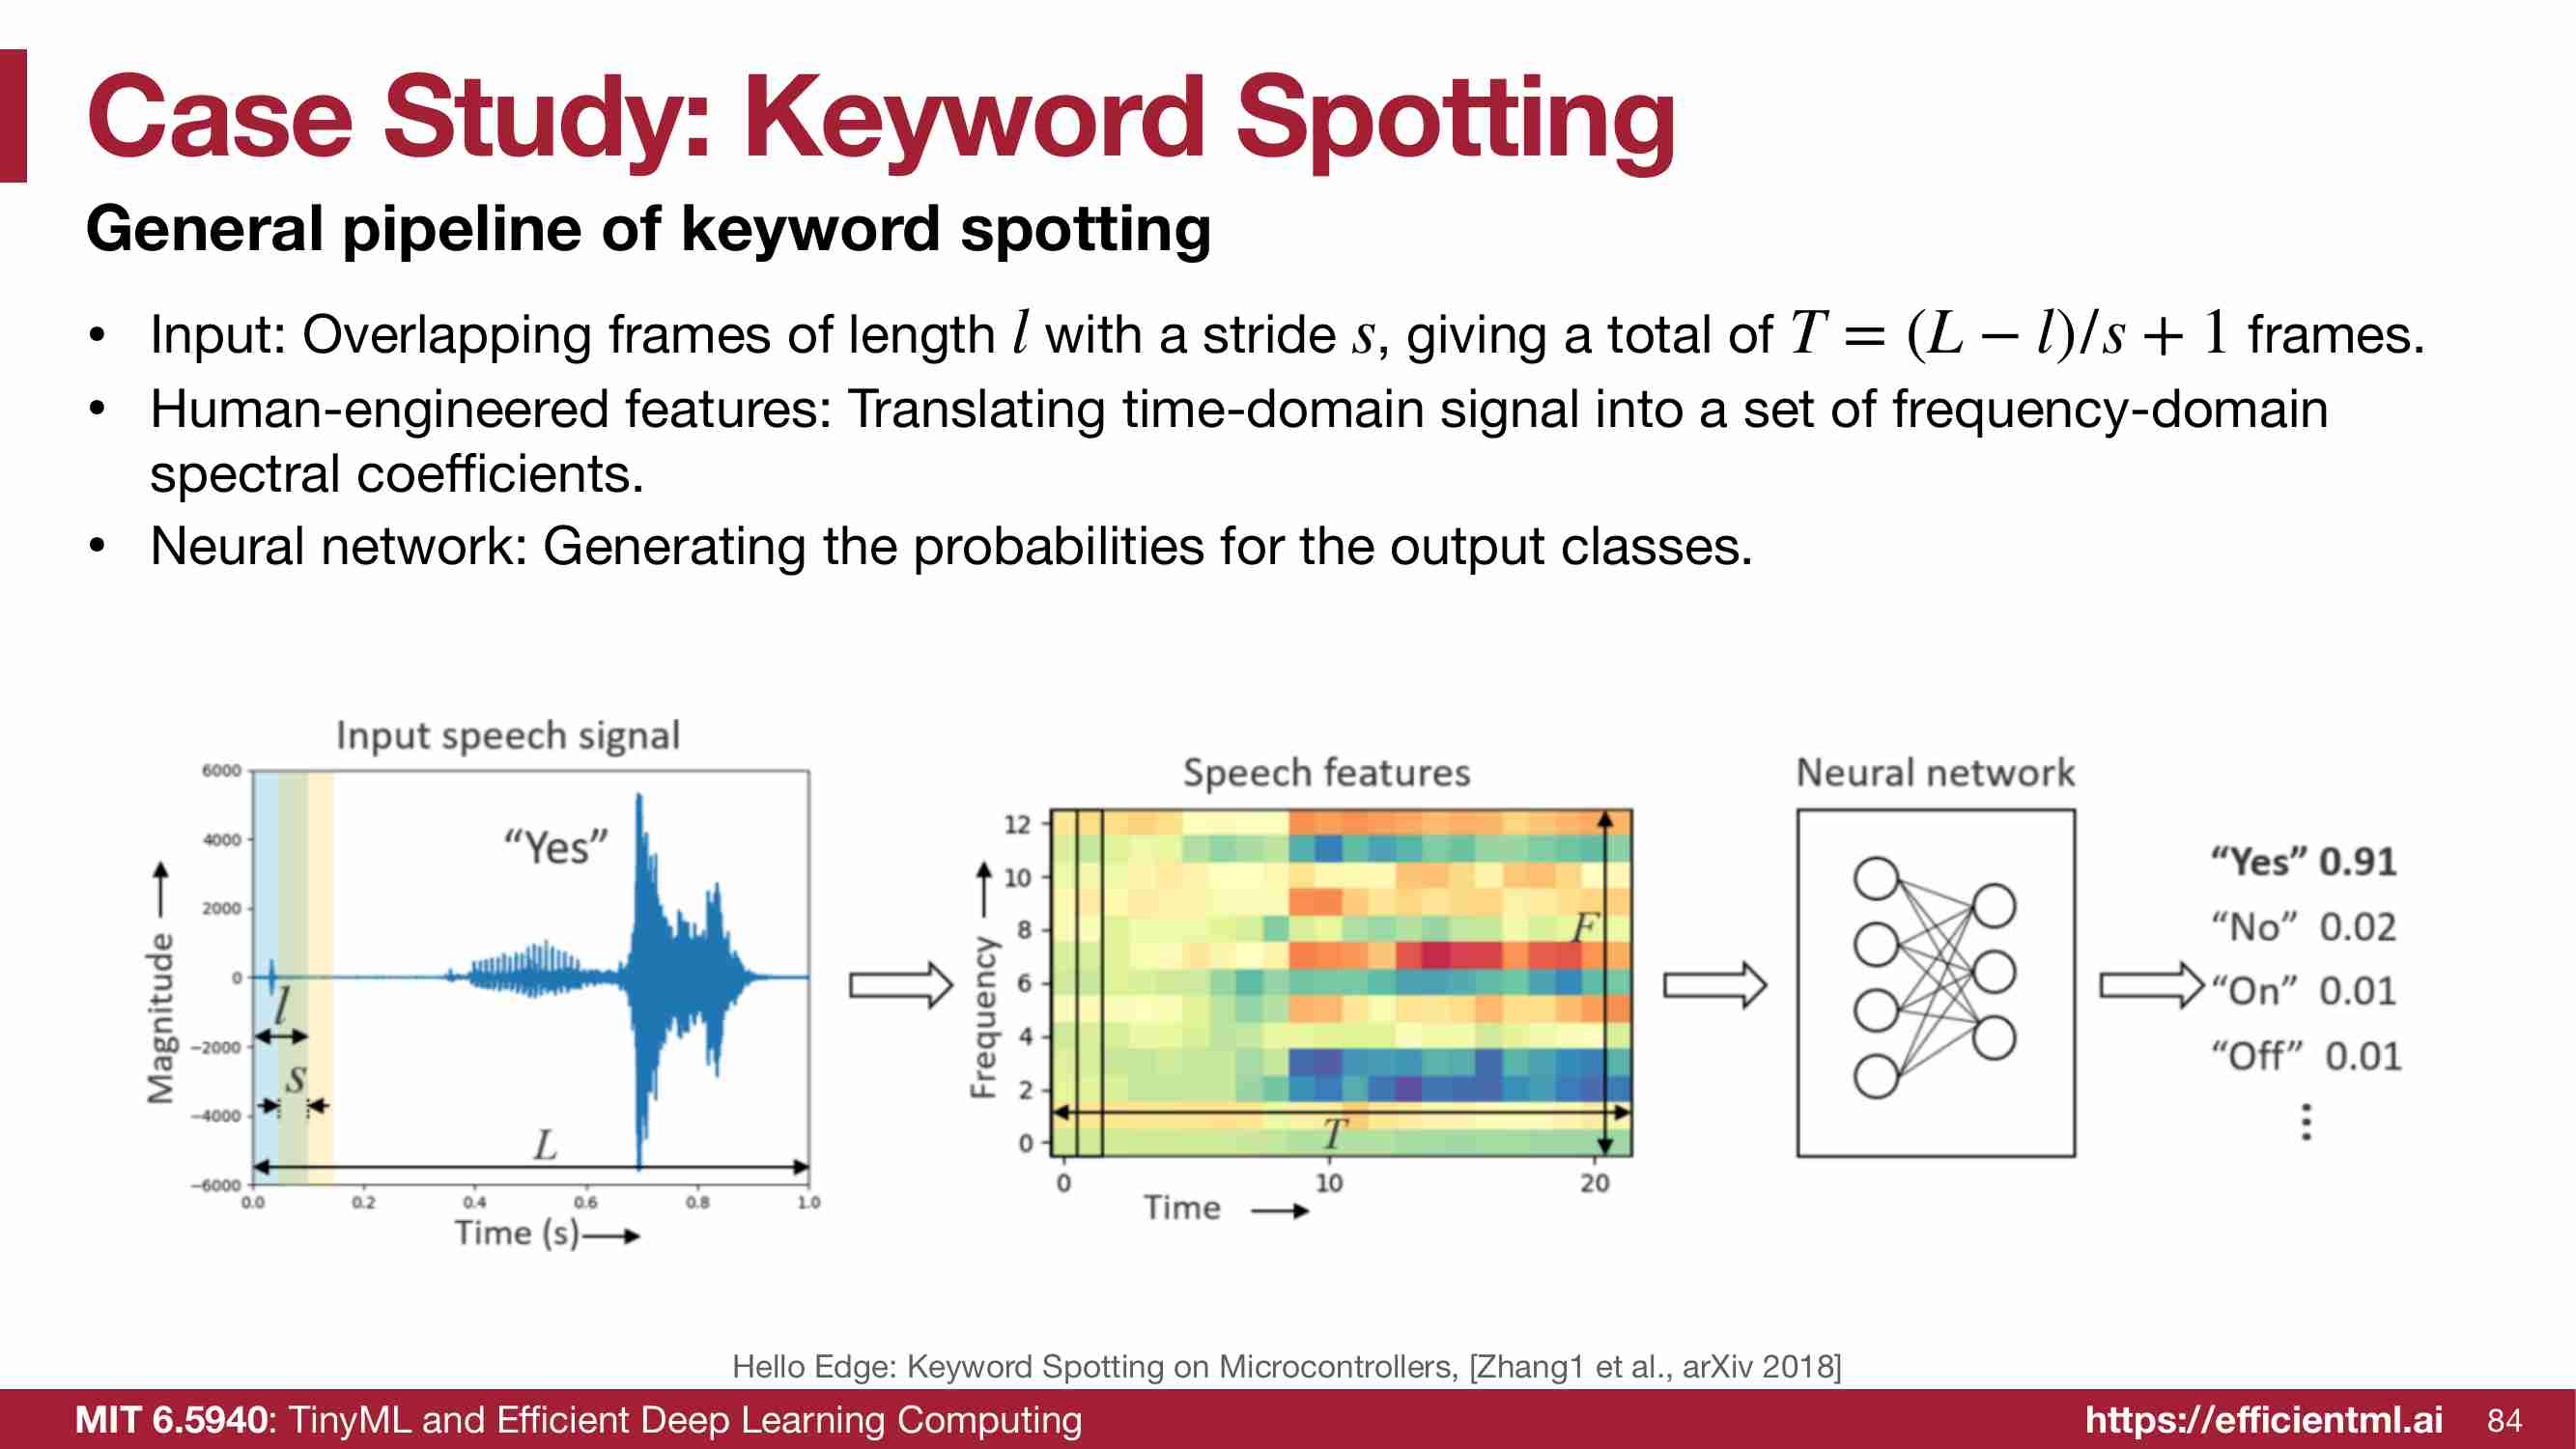 Case Study: Keyword Spotting
General pipeline of keyword spotting
• Input: Overlapping frames of length l with a stride s, giving a total of T = (L − l)/s + 1 frames.
• Human-engineered features: Translating time-domain signal into a set of frequency-domain
spectral coefficients.
• Neural network: Generating the probabilities for the output classes.
Input speech signal
6000
4000
2000
0
−2000
−4000
−6000
Magnitude
“Yes”
l
s
L
0.0 0.2 0.4 0.6 0.8 1.0
Time (s)
Speech features
12
10
8
6
4
2
0
Frequency
F
T
0 10 20
Time
Neural network
“Yes” 0.91
“No” 0.02
“On” 0.01
“Off” 0.01
⋮
Hello Edge: Keyword Spotting on Microcontrollers, [Zhang1 et al., arXiv 2018]
MIT 6.5940: TinyML and Efficient Deep Learning Computing
https://efficientml.ai 84